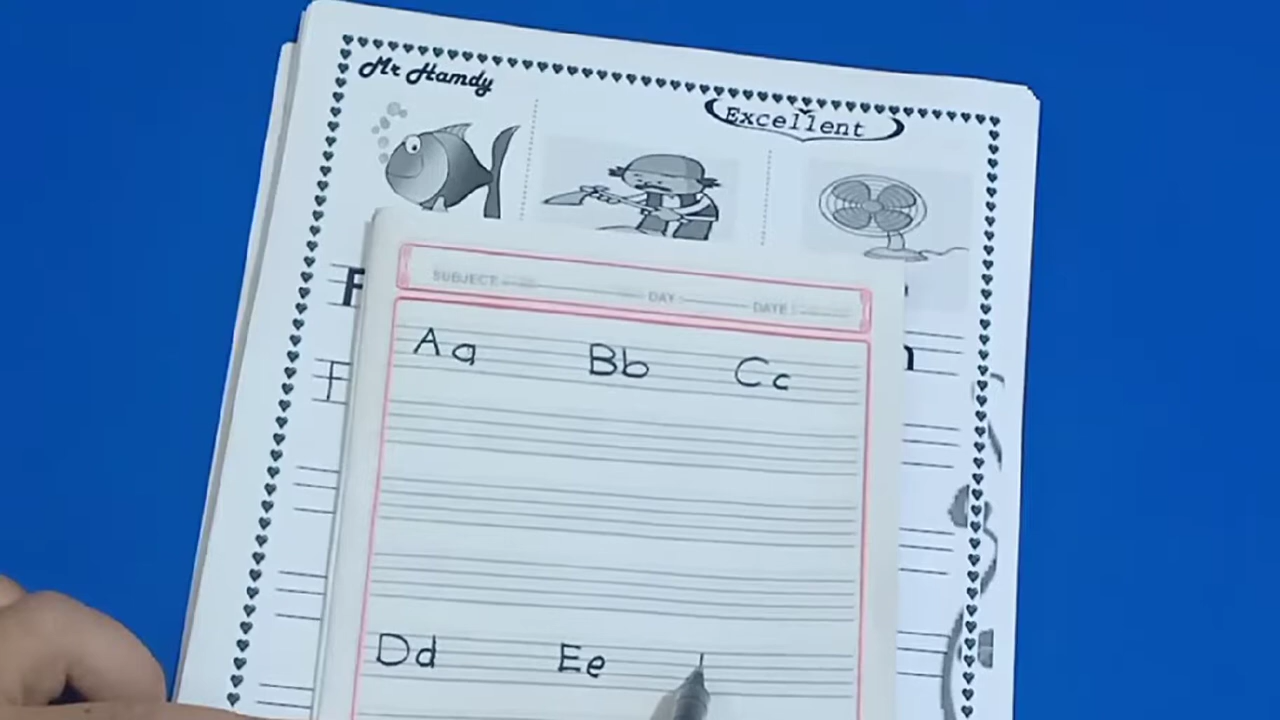 Mr Hamdy
Excellent
SUBJECT: DAY: DATE:
Aa Bb Cc
Dd Ee